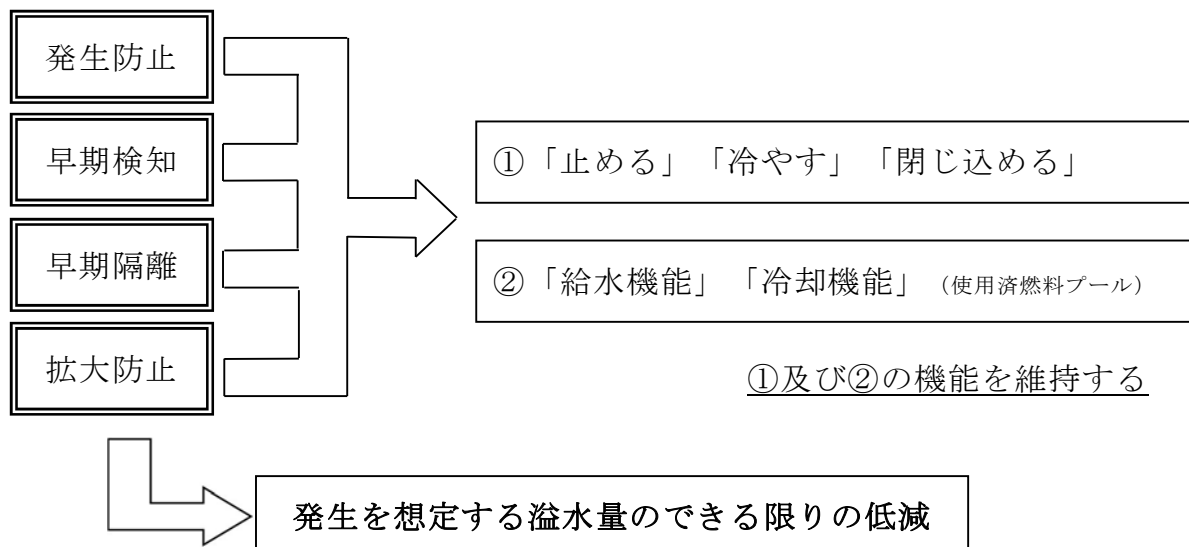 発生防止
早期検知
早期隔離
拡大防止
①「止める」「冷やす」「閉じ込める」
②「給水機能」「冷却機能」（使用済燃料プール）
①及び②の機能を維持する
発生を想定する溢水量のできる限りの低減